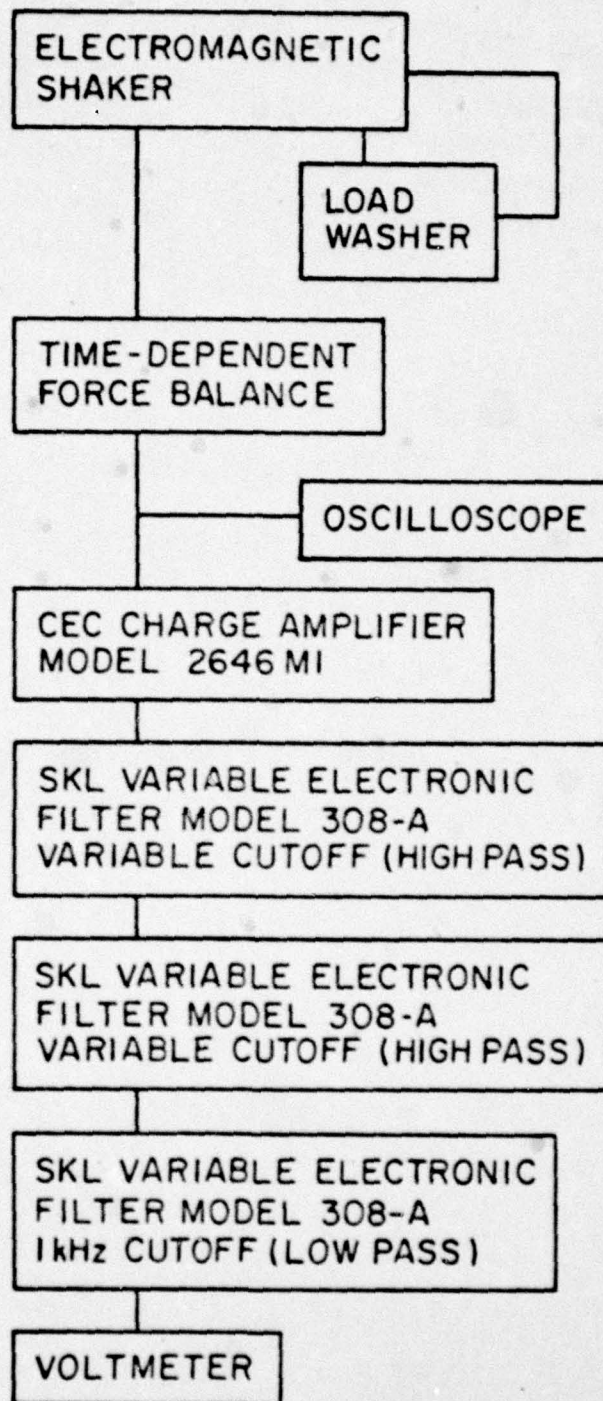 ELECTROMAGNETIC
SHAKER
LOAD
WASHER
TIME-DEPENDENT
FORCE BALANCE
OSCILLOSCOPE
CEC CHARGE AMPLIFIER
MODEL 2646 MI
SKL VARIABLE ELECTRONIC
FILTER MODEL 308-A
VARIABLE CUTOFF (HIGH PASS)
SKL VARIABLE ELECTRONIC
FILTER MODEL 308-A
VARIABLE CUTOFF (HIGH PASS)
SKL VARIABLE ELECTRONIC
FILTER MODEL 308-A
1 kHz CUTOFF (LOW PASS)
VOLTMETER